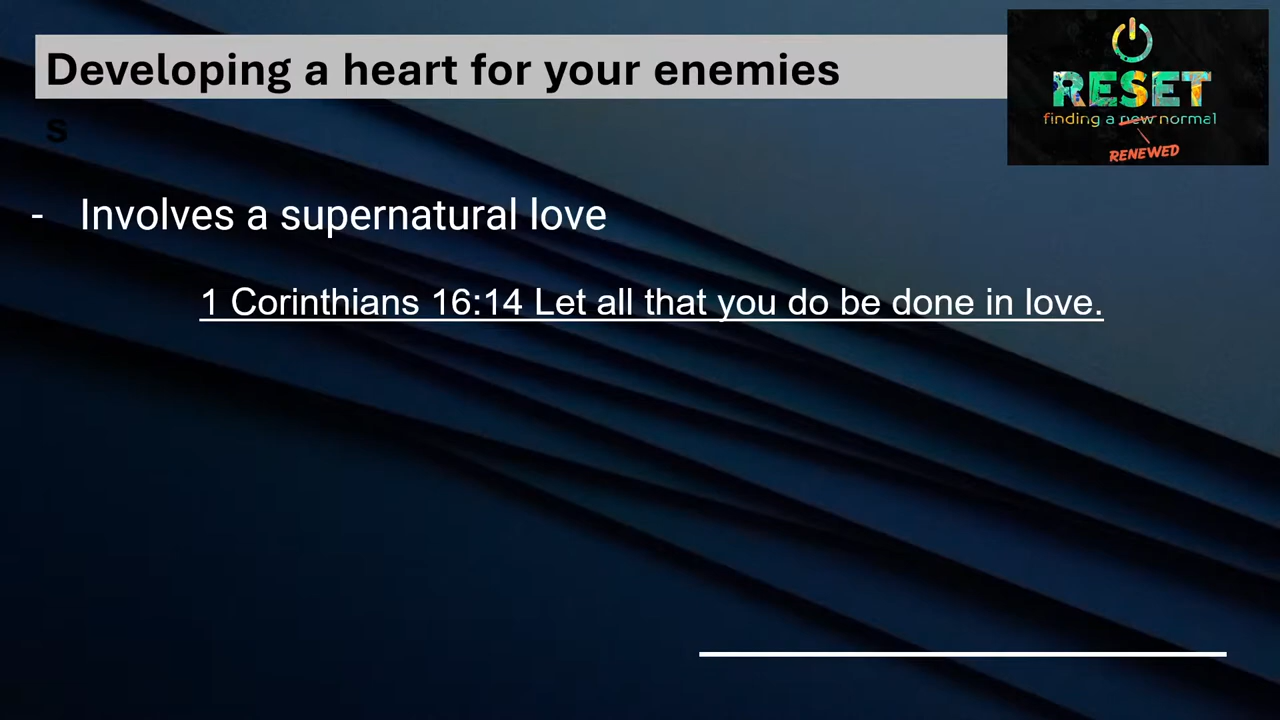 Developing a heart for your enemies
s
RESET
finding a new normal
RENEWED
- Involves a supernatural love
1 Corinthians 16:14 Let all that you do be done in love.